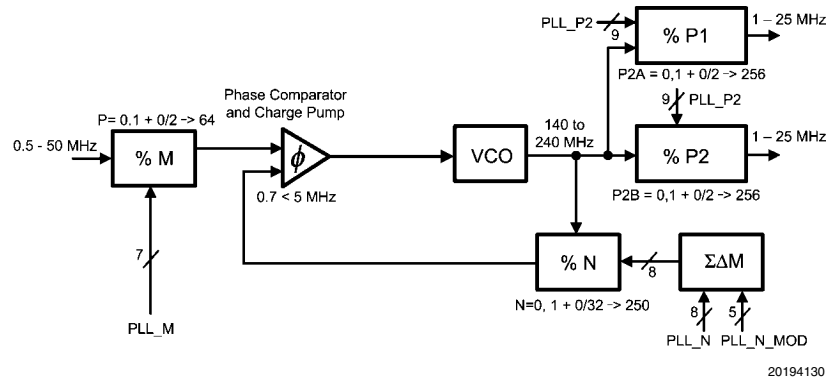 PLL_P2
9
% P1
1 – 25 MHz
P2A = 0,1 + 0/2 -> 256
Phase Comparator
and Charge Pump
9
PLL_P2
P= 0.1 + 0/2 -> 64
0.5 - 50 MHz
% M
ϕ
VCO
140 to
240 MHz
% P2
1 – 25 MHz
0.7 < 5 MHz
P2B = 0,1 + 0/2 -> 256
7
% N
8
ΣΔM
N=0, 1 + 0/32 -> 250
8
5
PLL_M
PLL_N
PLL_N_MOD
20194130